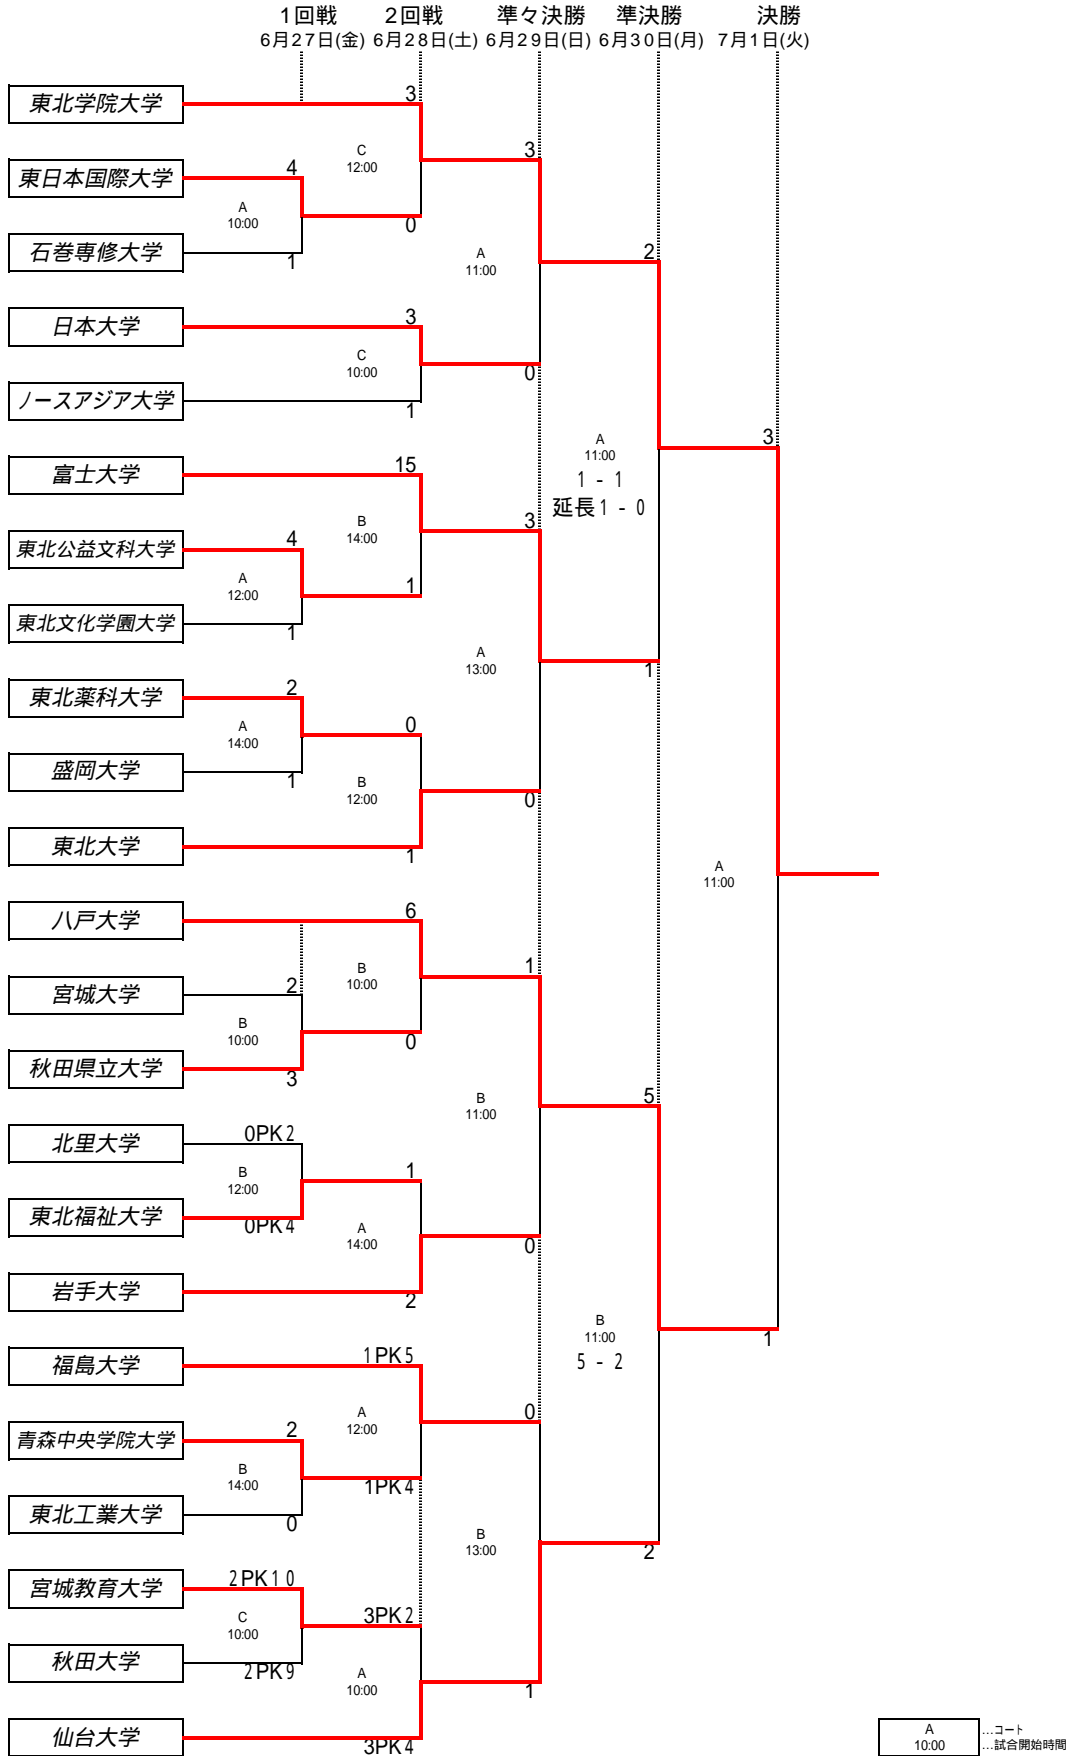 1回戦 2回戦 準々決勝 準決勝 決勝
6月27日(金) 6月28日(土) 6月29日(日) 6月30日(月) 7月1日(火)
東北学院大学 3
C
12:00
3
東日本国際大学 4
A
10:00
0
石巻専修大学 1
A
11:00
2
日本大学 3
C
10:00
0
ノースアジア大学 1
A
11:00
1 - 1
延長1 - 0
3
富士大学 15
B
14:00
3
東北公益文科大学 4
A
12:00
1
東北文化学園大学 1
A
13:00
1
東北薬科大学 2
A
14:00
0
盛岡大学 1
B
12:00
0
東北大学 1
A
11:00
八戸大学 6
B
10:00
1
宮城大学 2
B
10:00
0
秋田県立大学 3
B
11:00
5
北里大学 0PK2
B
12:00
1
東北福祉大学 0PK4
A
14:00
0
岩手大学 2
B
11:00
5 - 2
1
福島大学 1PK5
A
12:00
0
青森中央学院大学 2
B
14:00
1PK4
東北工業大学 0
B
13:00
2
宮城教育大学 2PK10
C
10:00
3PK2
秋田大学 2PK9
A
10:00
1
仙台大学 3PK4
A …コート
10:00 …試合開始時間